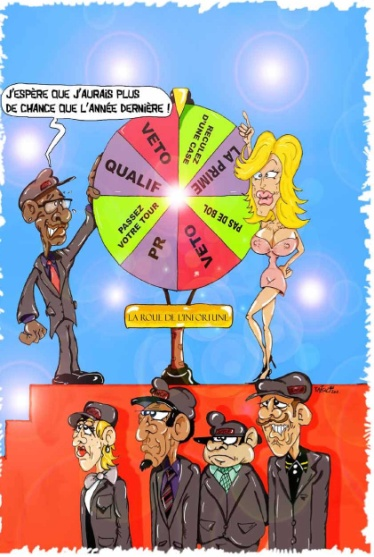 J'ESPÈRE QUE J'AURAIS PLUS
DE CHANCE QUE L'ANNÉE DERNIÈRE !
VETO
RECULEZ
D'UNE CASE
QUALIF
LA PRIME
PASSEZ
VOTRE TOUR
PAS DE BOL
PR
VETO
LA ROUE DE L'INFORTUNE